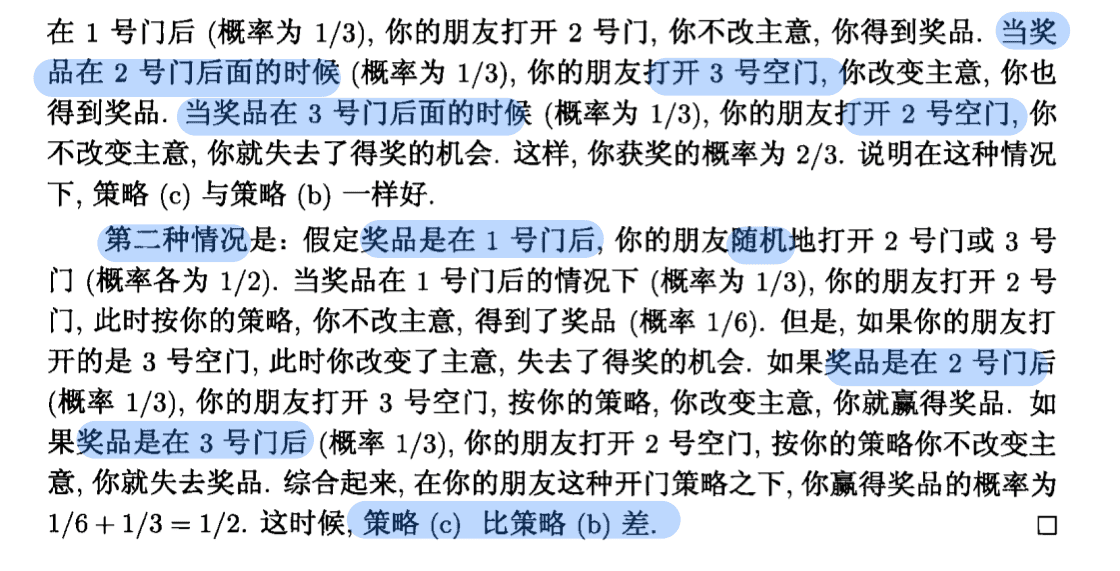 在 1 号门后 (概率为 1/3), 你的朋友打开 2 号门, 你不改主意, 你得到奖品. 当奖
品在 2 号门后面的时候 (概率为 1/3), 你的朋友打开 3 号空门, 你改变主意, 你也
得到奖品. 当奖品在 3 号门后面的时候 (概率为 1/3), 你的朋友打开 2 号空门, 你
不改变主意, 你就失去了得奖的机会. 这样, 你获奖的概率为 2/3. 说明在这种情况
下, 策略 (c) 与策略 (b) 一样好.
第二种情况是: 假定奖品是在 1 号门后, 你的朋友随机地打开 2 号门或 3 号
门 (概率各为 1/2). 当奖品在 1 号门后的情况下 (概率为 1/3), 你的朋友打开 2 号
门, 此时按你的策略, 你不改主意, 得到了奖品 (概率 1/6). 但是, 如果你的朋友打
开的是 3 号空门, 此时你改变了主意, 失去了得奖的机会. 如果奖品是在 2 号门后
(概率 1/3), 你的朋友打开 3 号空门, 按你的策略, 你改变主意, 你就赢得奖品. 如
果奖品是在 3 号门后 (概率 1/3), 你的朋友打开 2 号空门, 按你的策略你不改变主
意, 你就失去奖品. 综合起来, 在你的朋友这种开门策略之下, 你赢得奖品的概率为
1/6 + 1/3 = 1/2. 这时候, 策略 (c) 比策略 (b) 差. □